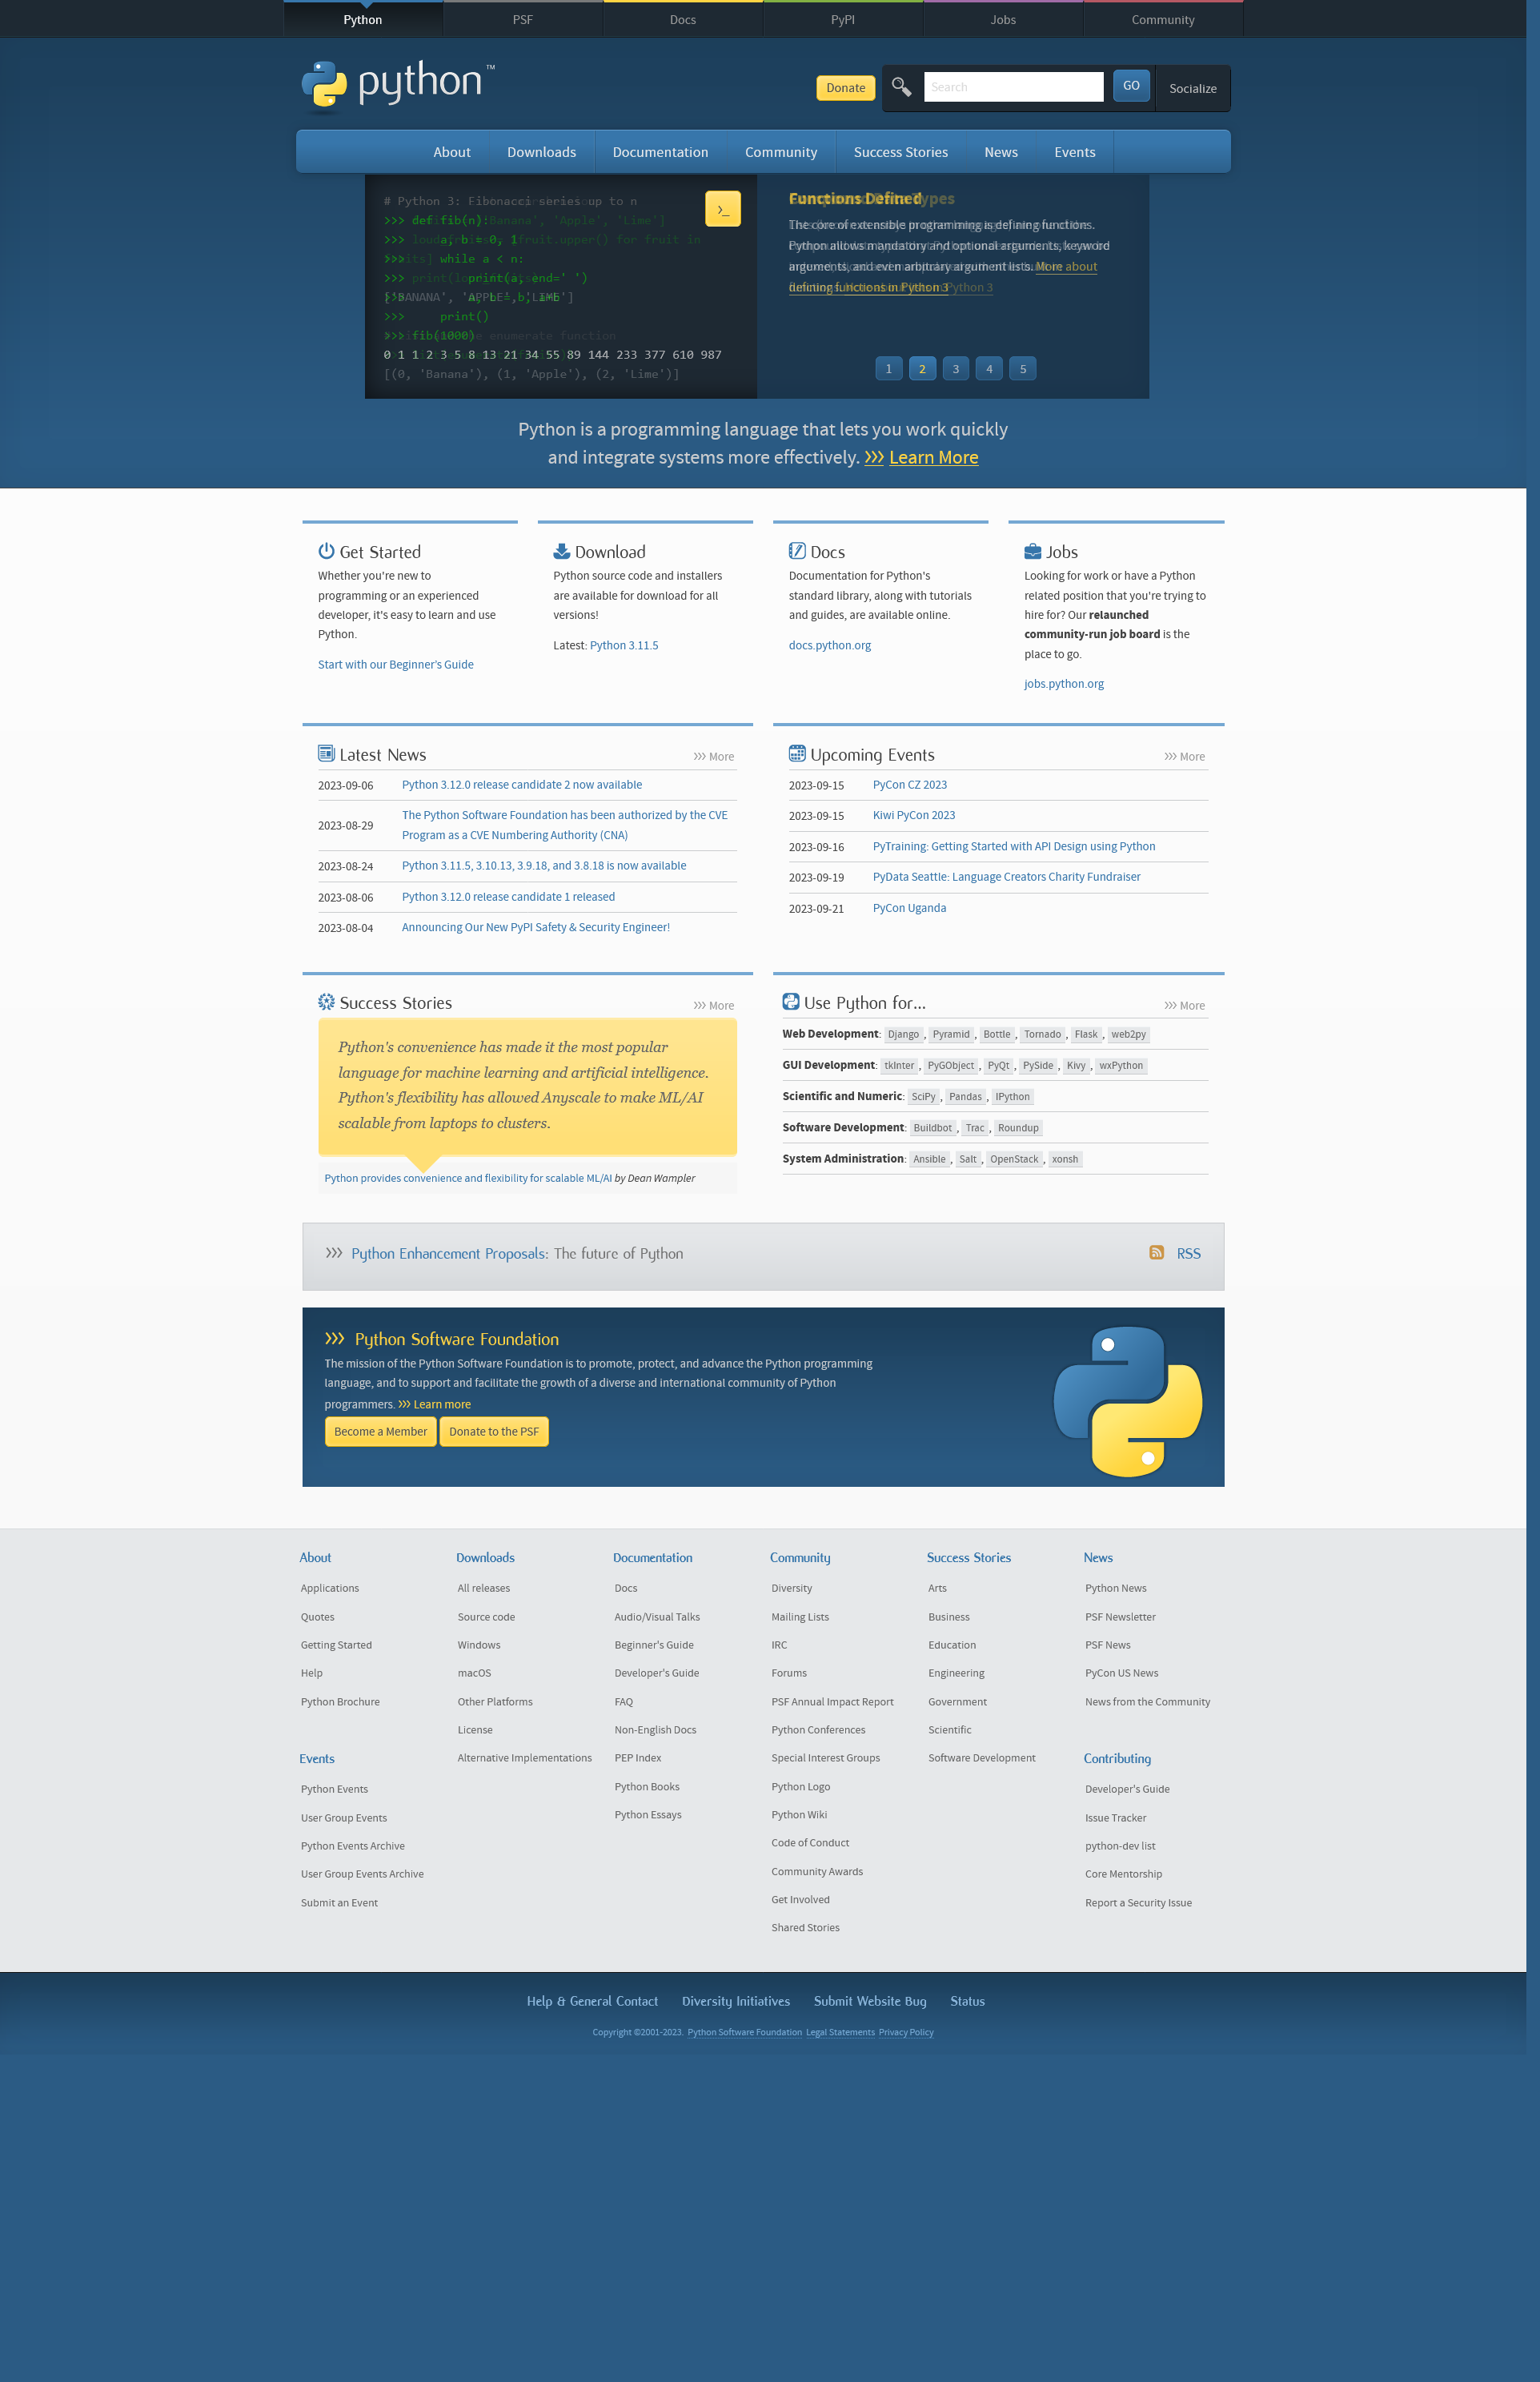 Python
PSF
Docs
PyPI
Jobs
Community
python™
Donate
Search
GO
Socialize
About
Downloads
Documentation
Community
Success Stories
News
Events
# Python 3: Fibonacci series up to n
>>> def fib(n):
>>>     a, b = 0, 1
>>>     while a < n:
>>>         print(a, end=' ')
>>>         a, b = b, a+b
>>>     print()
>>> fib(1000)
0 1 1 2 3 5 8 13 21 34 55 89 144 233 377 610 987
[(0, 'Banana'), (1, 'Apple'), (2, 'Lime')]
>_
Functions Defined
The core of extensible programming is defining functions.
Python allows mandatory and optional arguments, keyword
arguments, and even arbitrary argument lists. More about
defining functions in Python 3
1
2
3
4
5
Python is a programming language that lets you work quickly
and integrate systems more effectively. >>> Learn More
Get Started
Whether you're new to
programming or an experienced
developer, it's easy to learn and use
Python.
Start with our Beginner's Guide
Download
Python source code and installers
are available for download for all
versions!
Latest: Python 3.11.5
Docs
Documentation for Python's
standard library, along with tutorials
and guides, are available online.
docs.python.org
Jobs
Looking for work or have a Python
related position that you're trying to
hire for? Our relaunched
community-run job board is the
place to go.
jobs.python.org
Latest News
>>> More
2023-09-06 Python 3.12.0 release candidate 2 now available
2023-08-29 The Python Software Foundation has been authorized by the CVE
Program as a CVE Numbering Authority (CNA)
2023-08-24 Python 3.11.5, 3.10.13, 3.9.18, and 3.8.18 is now available
2023-08-06 Python 3.12.0 release candidate 1 released
2023-08-04 Announcing Our New PyPI Safety & Security Engineer!
Upcoming Events
>>> More
2023-09-15 PyCon CZ 2023
2023-09-15 Kiwi PyCon 2023
2023-09-16 PyTraining: Getting Started with API Design using Python
2023-09-19 PyData Seattle: Language Creators Charity Fundraiser
2023-09-21 PyCon Uganda
Success Stories
>>> More
Python's convenience has made it the most popular
language for machine learning and artificial intelligence.
Python's flexibility has allowed Anyscale to make ML/AI
scalable from laptops to clusters.
Python provides convenience and flexibility for scalable ML/AI by Dean Wampler
Use Python for...
>>> More
Web Development: Django, Pyramid, Bottle, Tornado, Flask, web2py
GUI Development: tkInter, PyGObject, PyQt, PySide, Kivy, wxPython
Scientific and Numeric: SciPy, Pandas, IPython
Software Development: Buildbot, Trac, Roundup
System Administration: Ansible, Salt, OpenStack, xonsh
>>> Python Enhancement Proposals: The future of Python
RSS
>>> Python Software Foundation
The mission of the Python Software Foundation is to promote, protect, and advance the Python programming
language, and to support and facilitate the growth of a diverse and international community of Python
programmers. >>> Learn more
Become a Member
Donate to the PSF
About
Applications
Quotes
Getting Started
Help
Python Brochure
Downloads
All releases
Source code
Windows
macOS
Other Platforms
License
Alternative Implementations
Documentation
Docs
Audio/Visual Talks
Beginner's Guide
Developer's Guide
FAQ
Non-English Docs
PEP Index
Python Books
Python Essays
Community
Diversity
Mailing Lists
IRC
Forums
PSF Annual Impact Report
Python Conferences
Special Interest Groups
Python Logo
Python Wiki
Code of Conduct
Community Awards
Get Involved
Shared Stories
Success Stories
Arts
Business
Education
Engineering
Government
Scientific
Software Development
News
Python News
PSF Newsletter
PSF News
PyCon US News
News from the Community
Events
Python Events
User Group Events
Python Events Archive
User Group Events Archive
Submit an Event
Contributing
Developer's Guide
Issue Tracker
python-dev list
Core Mentorship
Report a Security Issue
Help & General Contact
Diversity Initiatives
Submit Website Bug
Status
Copyright ©2001-2023. Python Software Foundation Legal Statements Privacy Policy